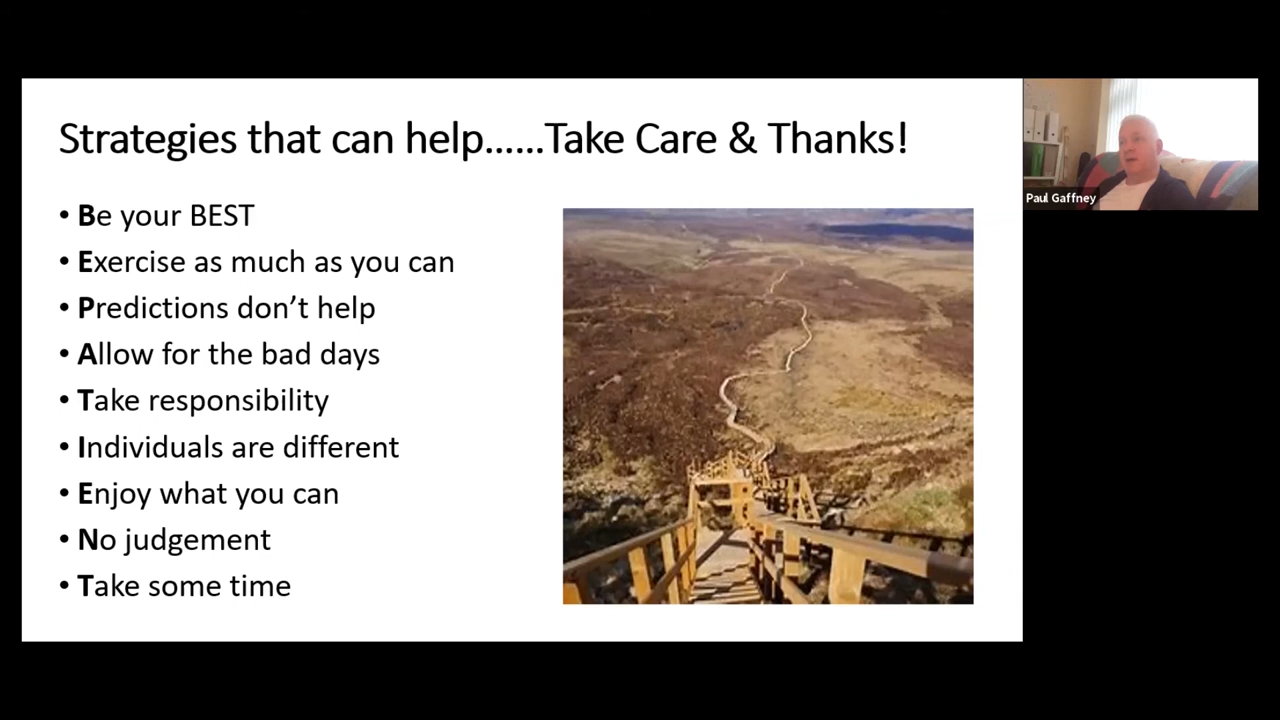 Strategies that can help......Take Care & Thanks!
• Be your BEST
• Exercise as much as you can
• Predictions don't help
• Allow for the bad days
• Take responsibility
• Individuals are different
• Enjoy what you can
• No judgement
• Take some time
Paul Gaffney